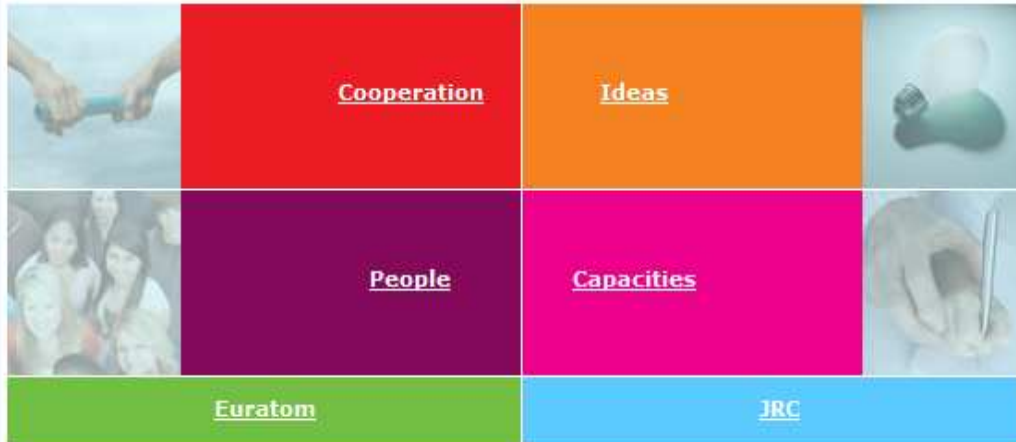 Cooperation
Ideas
People
Capacities
Euratom
JRC